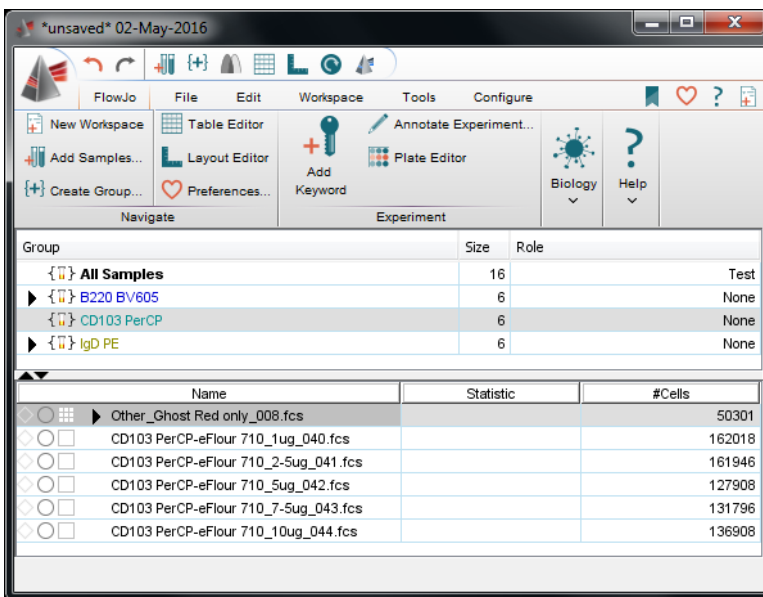 *unsaved* 02-May-2016
FlowJo File Edit Workspace Tools Configure
New Workspace Table Editor Annotate Experiment...
Add Samples... Layout Editor Add Keyword Plate Editor Biology Help
{+} Create Group... Preferences...
Navigate Experiment
Group Size Role
All Samples 16 Test
B220 BV605 6 None
CD103 PerCP 6 None
IgD PE 6 None
Name Statistic #Cells
Other_Ghost Red only_008.fcs 50301
CD103 PerCP-eFlour 710_1ug_040.fcs 162018
CD103 PerCP-eFlour 710_2-5ug_041.fcs 161946
CD103 PerCP-eFlour 710_5ug_042.fcs 127908
CD103 PerCP-eFlour 710_7-5ug_043.fcs 131796
CD103 PerCP-eFlour 710_10ug_044.fcs 136908